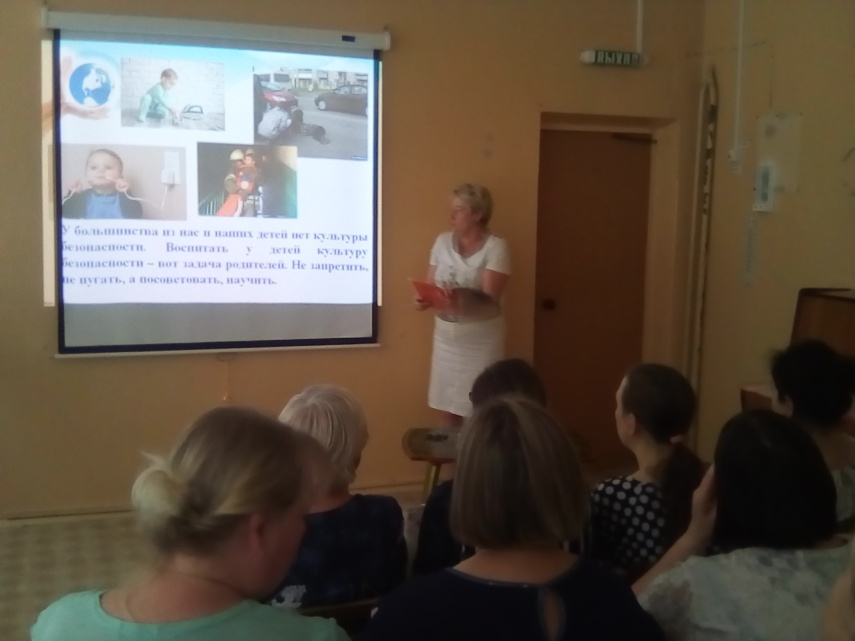 ВЫХОД
У большинства из нас и наших детей нет культуры
безопасности. Воспитать у детей культуру
безопасности – вот задача родителей. Не запретить,
не пугать, а посоветовать, научить.